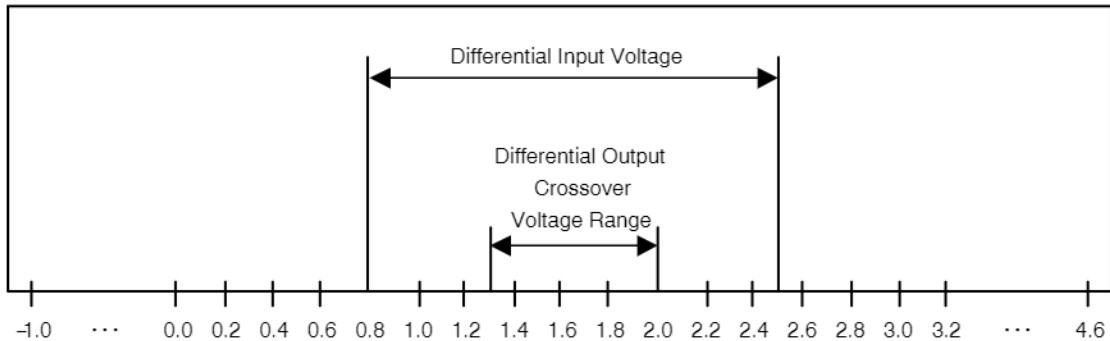 Differential Input Voltage
Differential Output
Crossover
Voltage Range
–1.0 ··· 0.0 0.2 0.4 0.6 0.8 1.0 1.2 1.4 1.6 1.8 2.0 2.2 2.4 2.6 2.8 3.0 3.2 ··· 4.6